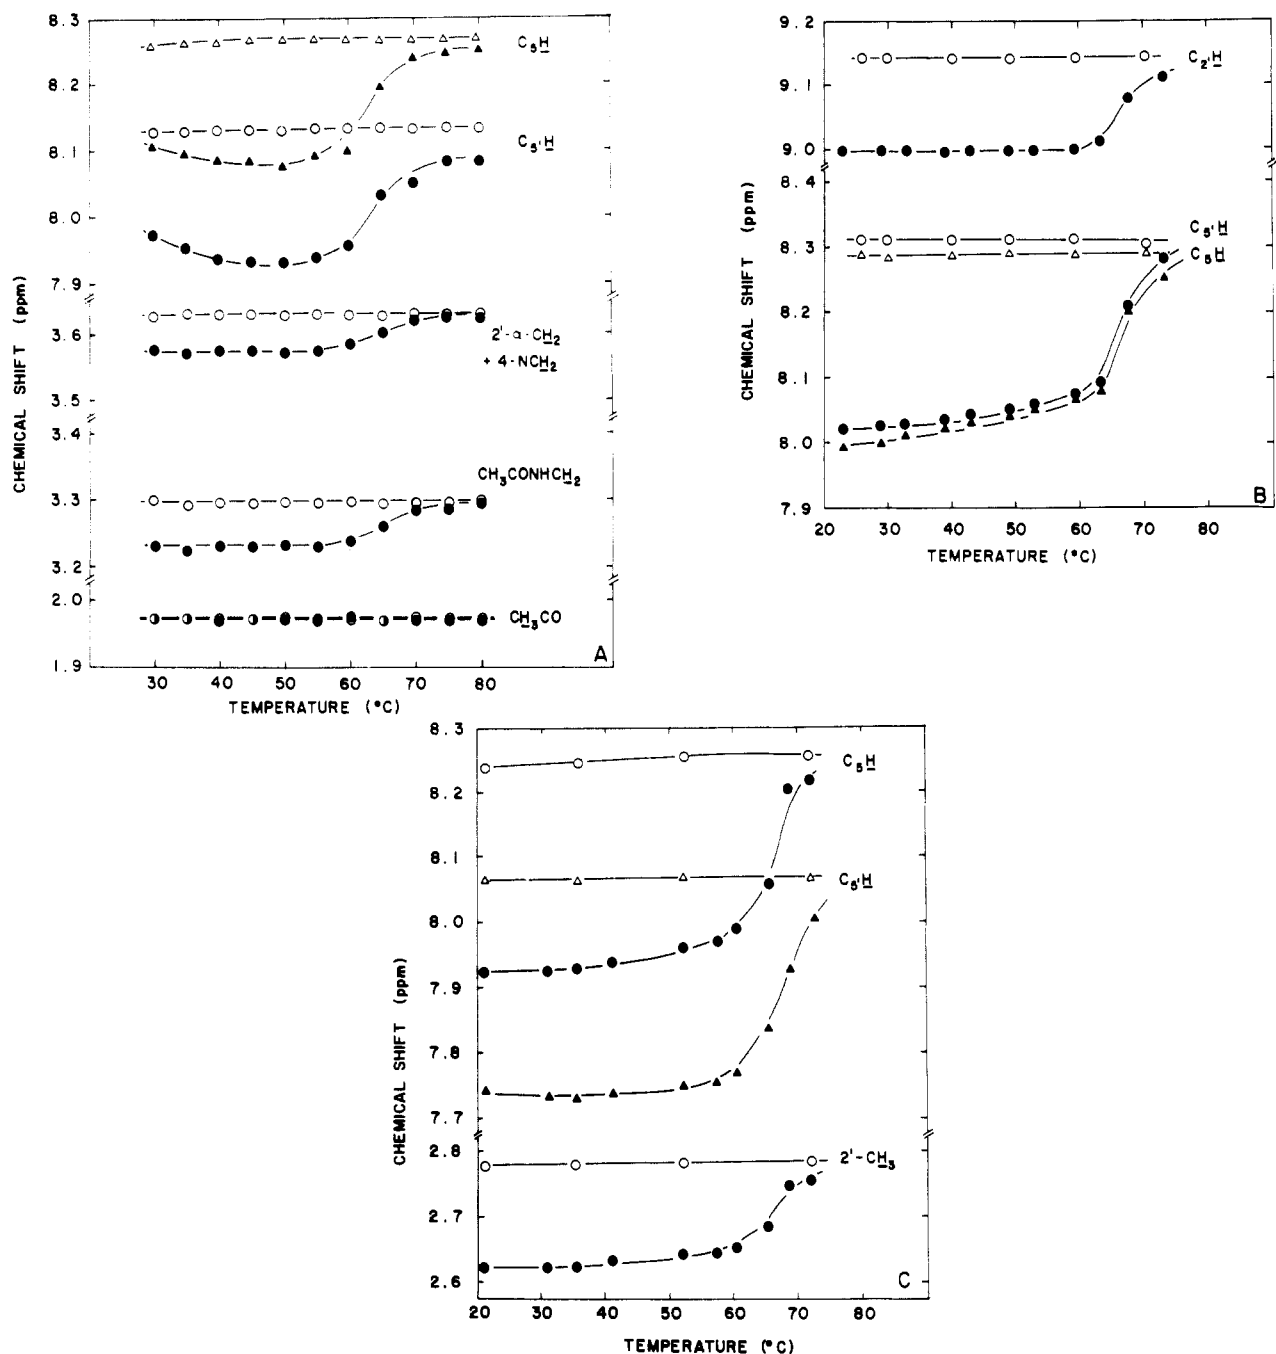 8.3
8.2
8.1
8.0
7.9
3.6
3.5
3.4
3.3
3.2
2.0
1.9
CHEMICAL SHIFT (ppm)
C5H
C5'H
2'-α-CH2
+ 4-NCH2
CH3CONHCH2
CH3CO
A
30 40 50 60 70 80
TEMPERATURE (°C)
9.2
9.1
9.0
8.4
8.3
8.2
8.1
8.0
7.9
CHEMICAL SHIFT (ppm)
C2'H
C5'H
C5H
B
20 30 40 50 60 70 80
TEMPERATURE (°C)
8.3
8.2
8.1
8.0
7.9
7.8
7.7
2.8
2.7
2.6
CHEMICAL SHIFT (ppm)
C5H
C5'H
2'-CH3
C
20 30 40 50 60 70 80
TEMPERATURE (°C)